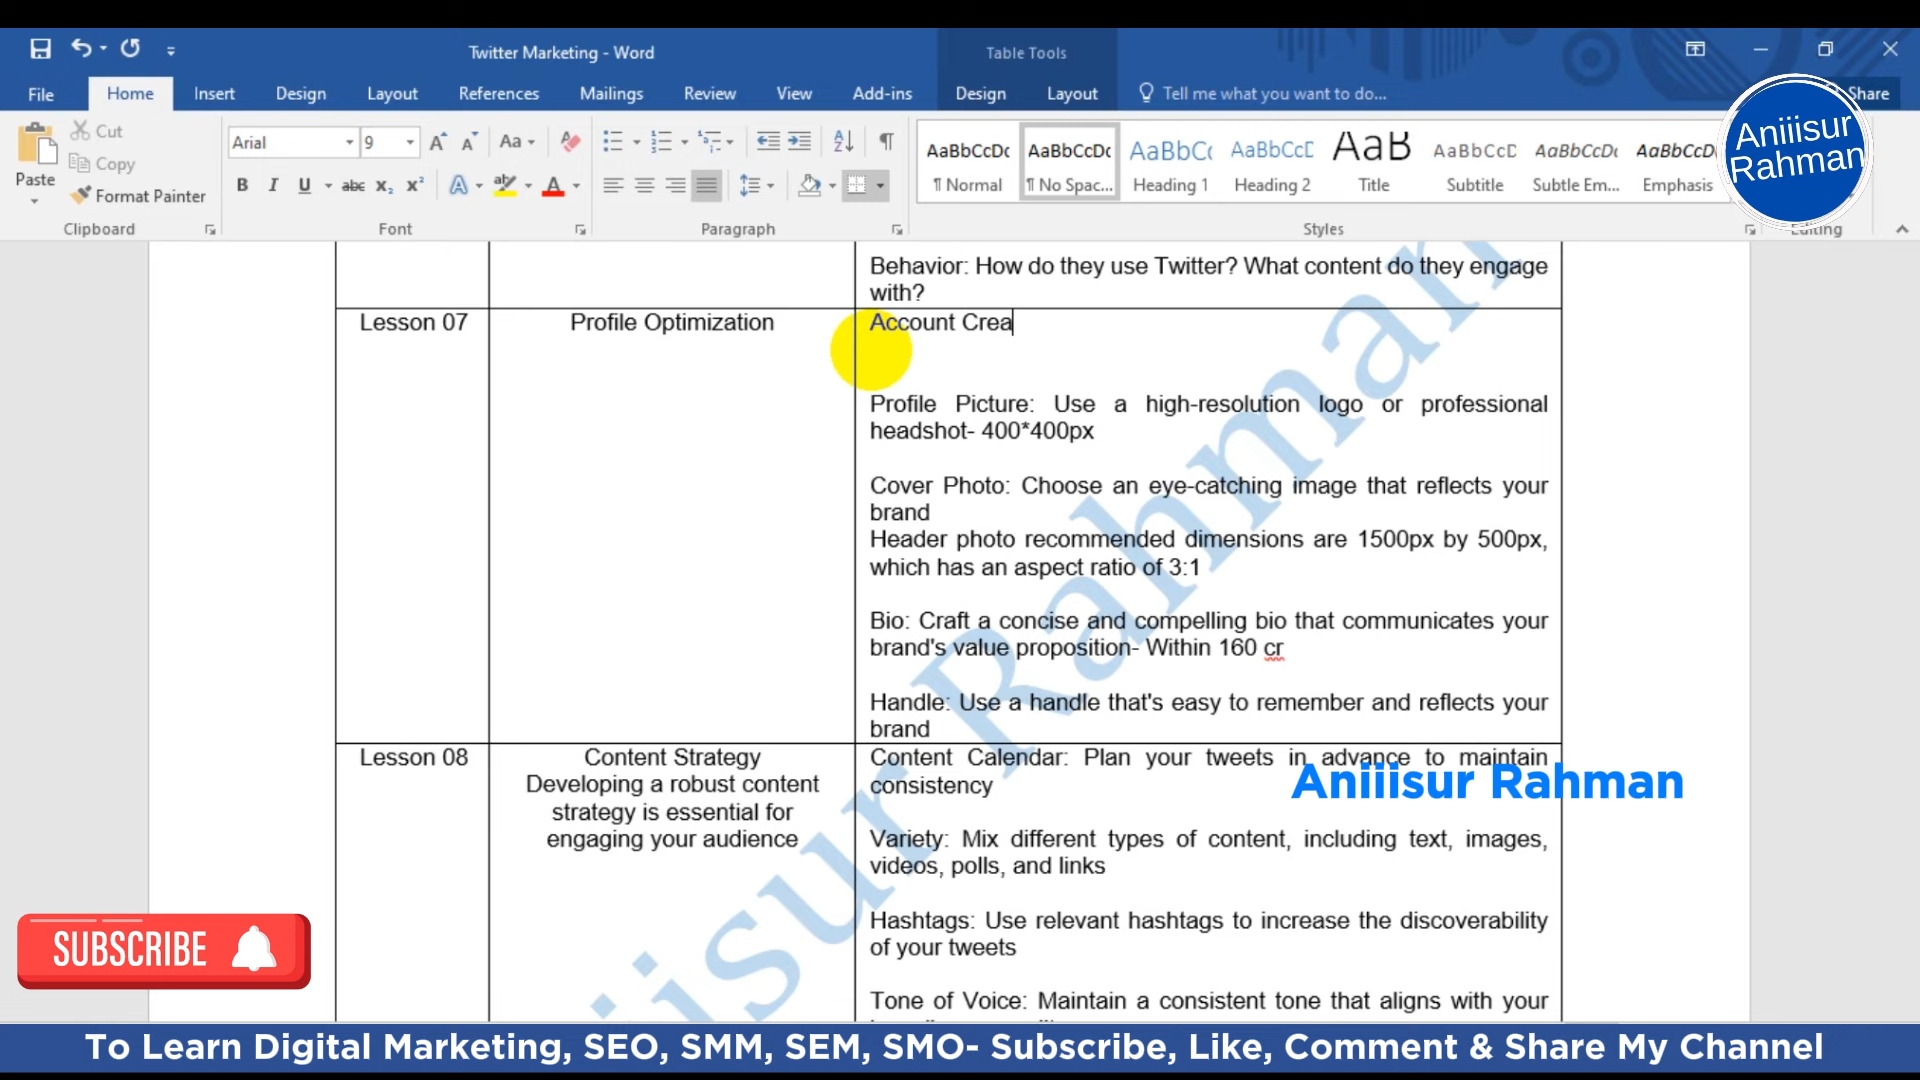 Twitter Marketing - Word
Table Tools
File
Home
Insert
Design
Layout
References
Mailings
Review
View
Add-ins
Design
Layout
Tell me what you want to do...
Share
Aniiisur
Rahman
Paste
Cut
Copy
Format Painter
Clipboard
Arial
9
Font
Paragraph
AaBbCcDc
¶ Normal
AaBbCcDc
¶ No Spac...
AaBbC
Heading 1
AaBbCcE
Heading 2
AaB
Title
AaBbCcD
Subtitle
AaBbCcDc
Subtle Em...
AaBbCcD
Emphasis
Styles
Editing
Behavior: How do they use Twitter? What content do they engage
with?
Lesson 07
Profile Optimization
Account Crea
Profile Picture: Use a high-resolution logo or professional
headshot- 400*400px
Cover Photo: Choose an eye-catching image that reflects your
brand
Header photo recommended dimensions are 1500px by 500px,
which has an aspect ratio of 3:1
Bio: Craft a concise and compelling bio that communicates your
brand's value proposition- Within 160 cr
Handle: Use a handle that's easy to remember and reflects your
brand
Lesson 08
Content Strategy
Developing a robust content
strategy is essential for
engaging your audience
Content Calendar: Plan your tweets in advance to maintain
consistency
Variety: Mix different types of content, including text, images,
videos, polls, and links
Hashtags: Use relevant hashtags to increase the discoverability
of your tweets
Tone of Voice: Maintain a consistent tone that aligns with your
iisur Rahman
Aniiisur Rahman
SUBSCRIBE
To Learn Digital Marketing, SEO, SMM, SEM, SMO- Subscribe, Like, Comment & Share My Channel